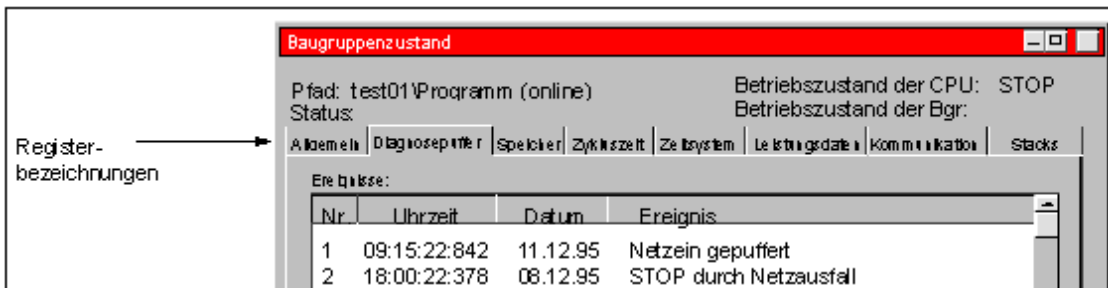 Baugruppenzustand
Pfad: test01\Programm (online)
Betriebszustand der CPU: STOP
Status:
Betriebszustand der Bgr:
Register-
bezeichnungen
Allgemein Diagnosepuffer Speicher Zykluszeit Zeitsystem Leistungsdaten Kommunikation Stacks
Ereignisse:
Nr. Uhrzeit Datum Ereignis
1 09:15:22:842 11.12.95 Netzein gepuffert
2 18:00:22:378 08.12.95 STOP durch Netzausfall